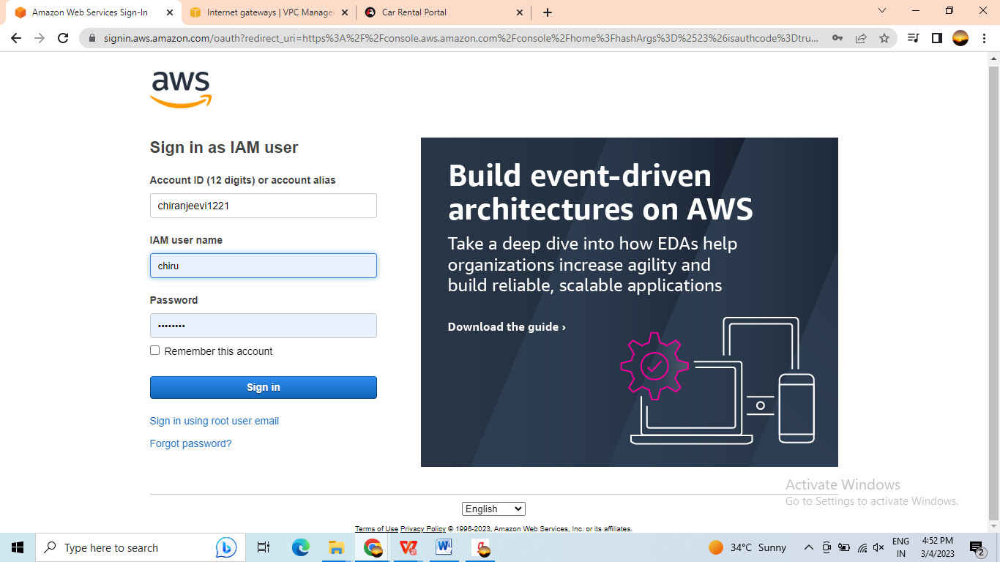 Amazon Web Services Sign-In
Internet gateways | VPC Manage
Car Rental Portal
signin.aws.amazon.com/oauth?redirect_uri=https%3A%2F%2Fconsole.aws.amazon.com%2Fconsole%2Fhome%3FhashArgs%3D%2523%26isauthcode%3Dtru...
aws
Sign in as IAM user
Account ID (12 digits) or account alias
chiranjeevi1221
IAM user name
chiru
Password
••••••••
Remember this account
Sign in
Sign in using root user email
Forgot password?
Build event-driven
architectures on AWS
Take a deep dive into how EDAs help
organizations increase agility and
build reliable, scalable applications
Download the guide ›
Activate Windows
Go to Settings to activate Windows.
English
Terms of Use Privacy Policy © 1996-2023, Amazon Web Services, Inc. or its affiliates.
Type here to search
34°C Sunny
ENG
IN
4:52 PM
3/4/2023
2